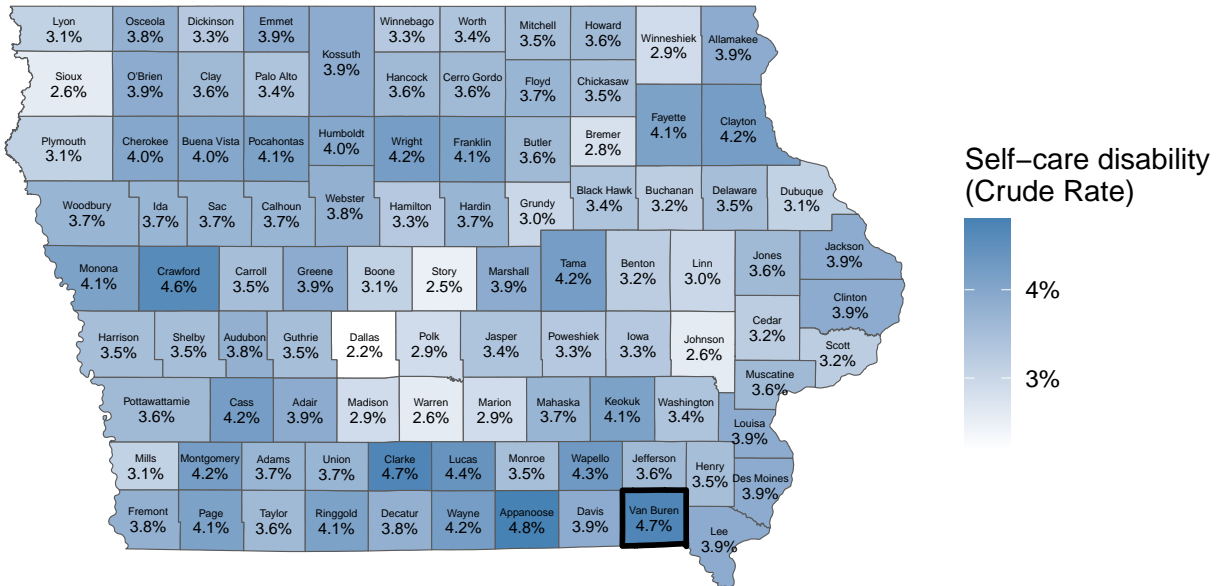 Lyon
3.1%
Osceola
3.8%
Dickinson
3.3%
Emmet
3.9%
Kossuth
3.9%
Winnebago
3.3%
Worth
3.4%
Mitchell
3.5%
Howard
3.6%
Winneshiek
2.9%
Allamakee
3.9%
Sioux
2.6%
O'Brien
3.9%
Clay
3.6%
Palo Alto
3.4%
Hancock
3.6%
Cerro Gordo
3.6%
Floyd
3.7%
Chickasaw
3.5%
Fayette
4.1%
Clayton
4.2%
Plymouth
3.1%
Cherokee
4.0%
Buena Vista
4.0%
Pocahontas
4.1%
Humboldt
4.0%
Wright
4.2%
Franklin
4.1%
Butler
3.6%
Bremer
2.8%
Woodbury
3.7%
Ida
3.7%
Sac
3.7%
Calhoun
3.7%
Webster
3.8%
Hamilton
3.3%
Hardin
3.7%
Grundy
3.0%
Black Hawk
3.4%
Buchanan
3.2%
Delaware
3.5%
Dubuque
3.1%
Monona
4.1%
Crawford
4.6%
Carroll
3.5%
Greene
3.9%
Boone
3.1%
Story
2.5%
Marshall
3.9%
Tama
4.2%
Benton
3.2%
Linn
3.0%
Jones
3.6%
Jackson
3.9%
Clinton
3.9%
Harrison
3.5%
Shelby
3.5%
Audubon
3.8%
Guthrie
3.5%
Dallas
2.2%
Polk
2.9%
Jasper
3.4%
Poweshiek
3.3%
Iowa
3.3%
Johnson
2.6%
Cedar
3.2%
Scott
3.2%
Muscatine
3.6%
Pottawattamie
3.6%
Cass
4.2%
Adair
3.9%
Madison
2.9%
Warren
2.6%
Marion
2.9%
Mahaska
3.7%
Keokuk
4.1%
Washington
3.4%
Louisa
3.9%
Mills
3.1%
Montgomery
4.2%
Adams
3.7%
Union
3.7%
Clarke
4.7%
Lucas
4.4%
Monroe
3.5%
Wapello
4.3%
Jefferson
3.6%
Henry
3.5%
Des Moines
3.9%
Fremont
3.8%
Page
4.1%
Taylor
3.6%
Ringgold
4.1%
Decatur
3.8%
Wayne
4.2%
Appanoose
4.8%
Davis
3.9%
Van Buren
4.7%
Lee
3.9%
Self−care disability
(Crude Rate)
4%
3%